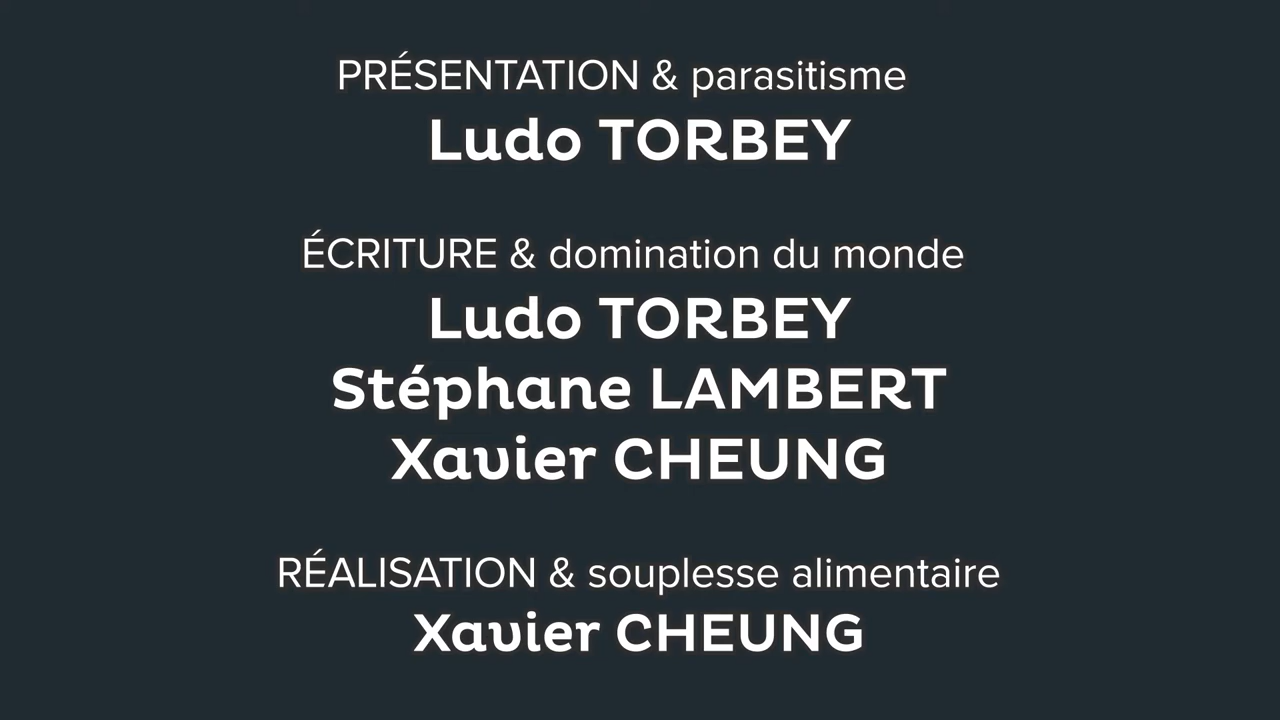 PRÉSENTATION & parasitisme
Ludo TORBEY
ÉCRITURE & domination du monde
Ludo TORBEY
Stéphane LAMBERT
Xavier CHEUNG
RÉALISATION & souplesse alimentaire
Xavier CHEUNG